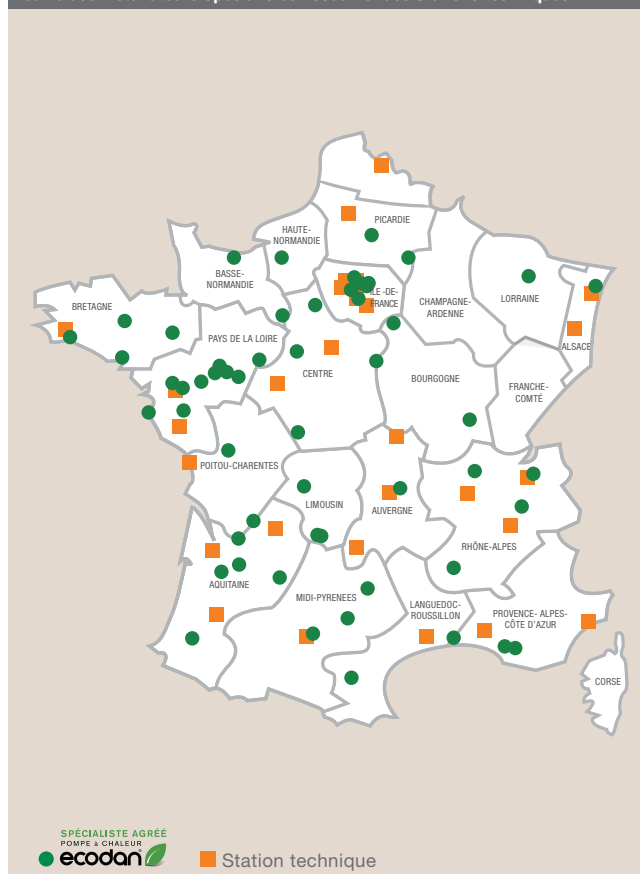 PICARDIE
HAUTE-
NORMANDIE
BASSE-
NORMANDIE
ILE -DE-
FRANCE
CHAMPAGNE-
ARDENNE
LORRAINE
ALSACE
BRETAGNE
PAYS DE LA LOIRE
CENTRE
BOURGOGNE
FRANCHE-
COMTÉ
POITOU-CHARENTES
LIMOUSIN
AUVERGNE
RHÔNE-ALPES
AQUITAINE
MIDI-PYRENEES
LANGUEDOC-
ROUSSILLON
PROVENCE- ALPES-
CÔTE D'AZUR
CORSE
SPÉCIALISTE AGRÉÉ
POMPE À CHALEUR
ecodan
Station technique